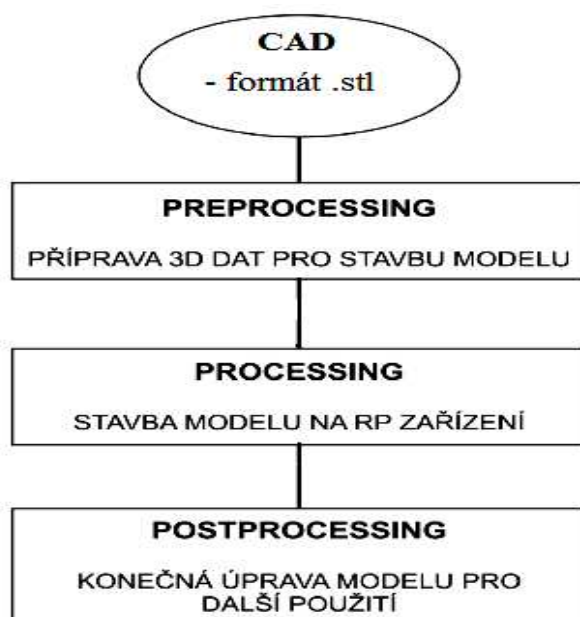 CAD
- formát .stl
PREPROCESSING
PŘÍPRAVA 3D DAT PRO STAVBU MODELU
PROCESSING
STAVBA MODELU NA RP ZAŘÍZENÍ
POSTPROCESSING
KONEČNÁ ÚPRAVA MODELU PRO
DALŠÍ POUŽITÍ